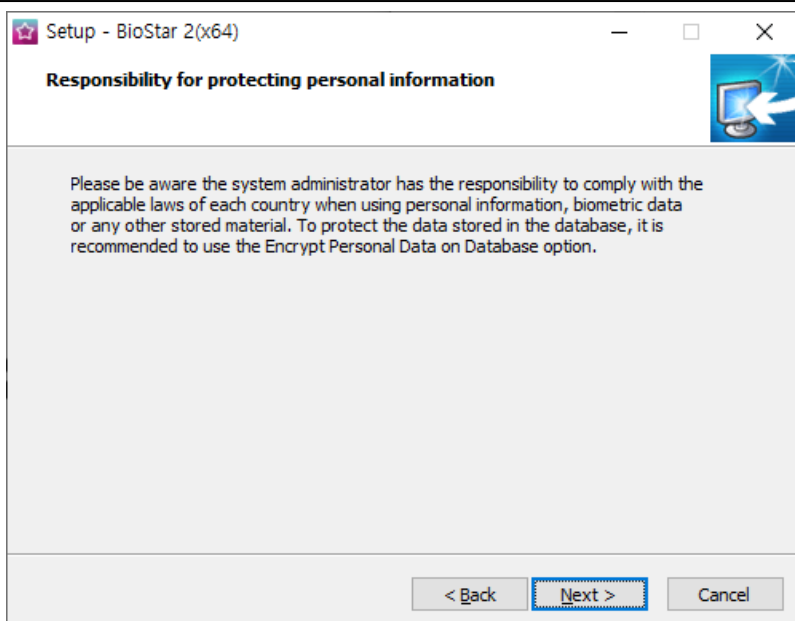 Setup - BioStar 2(x64)
Responsibility for protecting personal information
Please be aware the system administrator has the responsibility to comply with the
applicable laws of each country when using personal information, biometric data
or any other stored material. To protect the data stored in the database, it is
recommended to use the Encrypt Personal Data on Database option.
< Back
Next >
Cancel